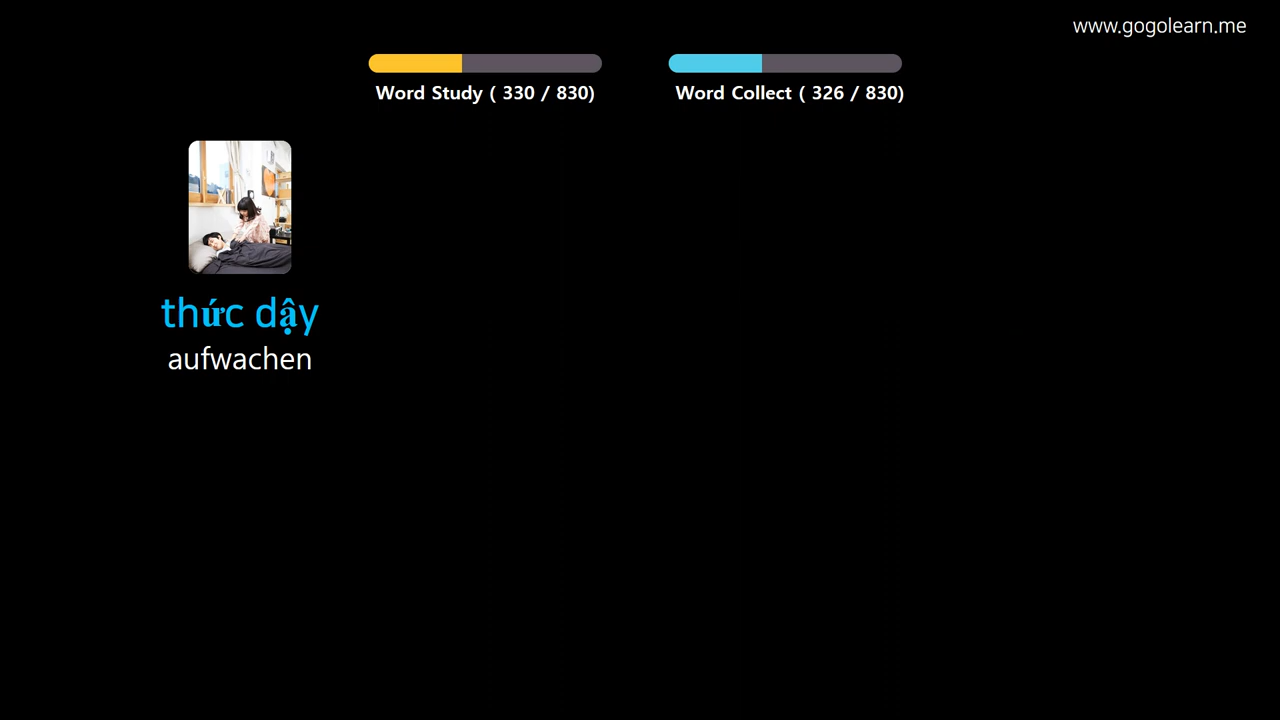 www.gogolearn.me
Word Study ( 330 / 830)
Word Collect ( 326 / 830)
thức dậy
aufwachen